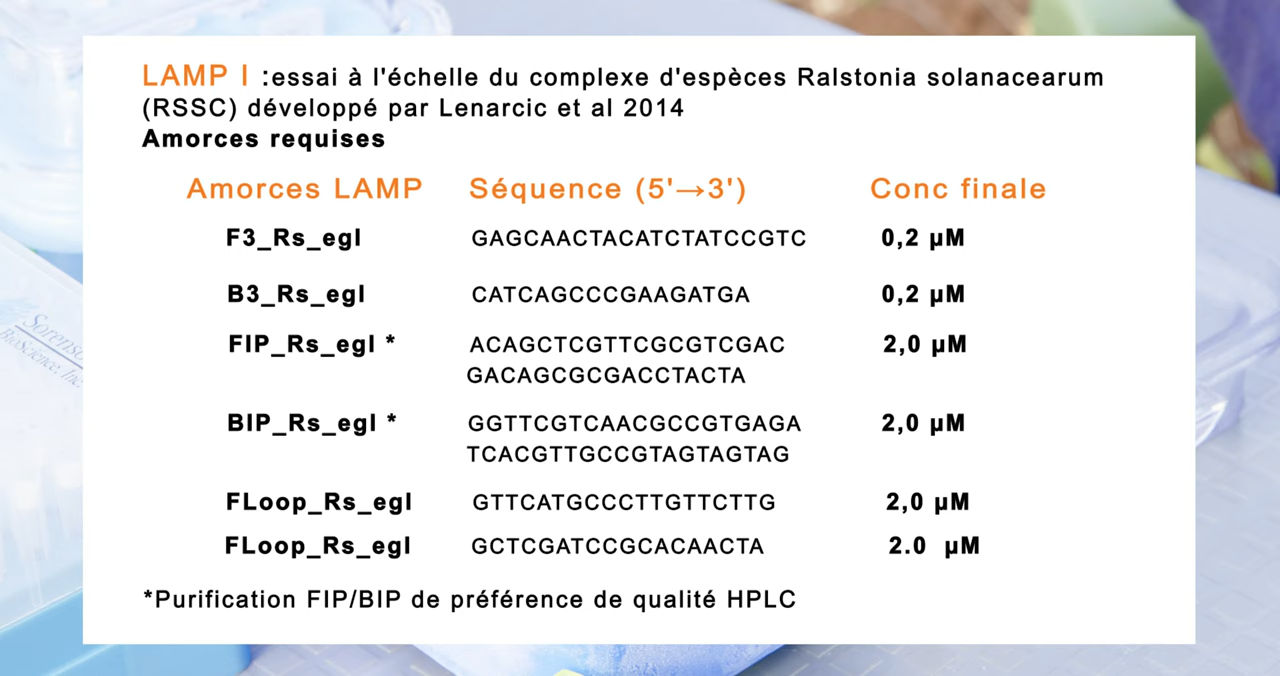 LAMP I :essai à l'échelle du complexe d'espèces Ralstonia solanacearum
(RSSC) développé par Lenarcic et al 2014
Amorces requises
Amorces LAMP Séquence (5'→3') Conc finale
F3_Rs_egl GAGCAACTACATCTATCCGTC 0,2 µM
B3_Rs_egl CATCAGCCCGAAGATGA 0,2 µM
FIP_Rs_egl * ACAGCTCGTTCGCGTCGAC 2,0 µM
GACAGCGCGACCTACTA
BIP_Rs_egl * GGTTCGTCAACGCCGTGAGA 2,0 µM
TCACGTTGCCGTAGTAGTAG
FLoop_Rs_egl GTTCATGCCCTTGTTCTTG 2,0 µM
FLoop_Rs_egl GCTCGATCCGCACAACTA 2.0 µM
*Purification FIP/BIP de préférence de qualité HPLC
Sorenson
BioScience, Inc.